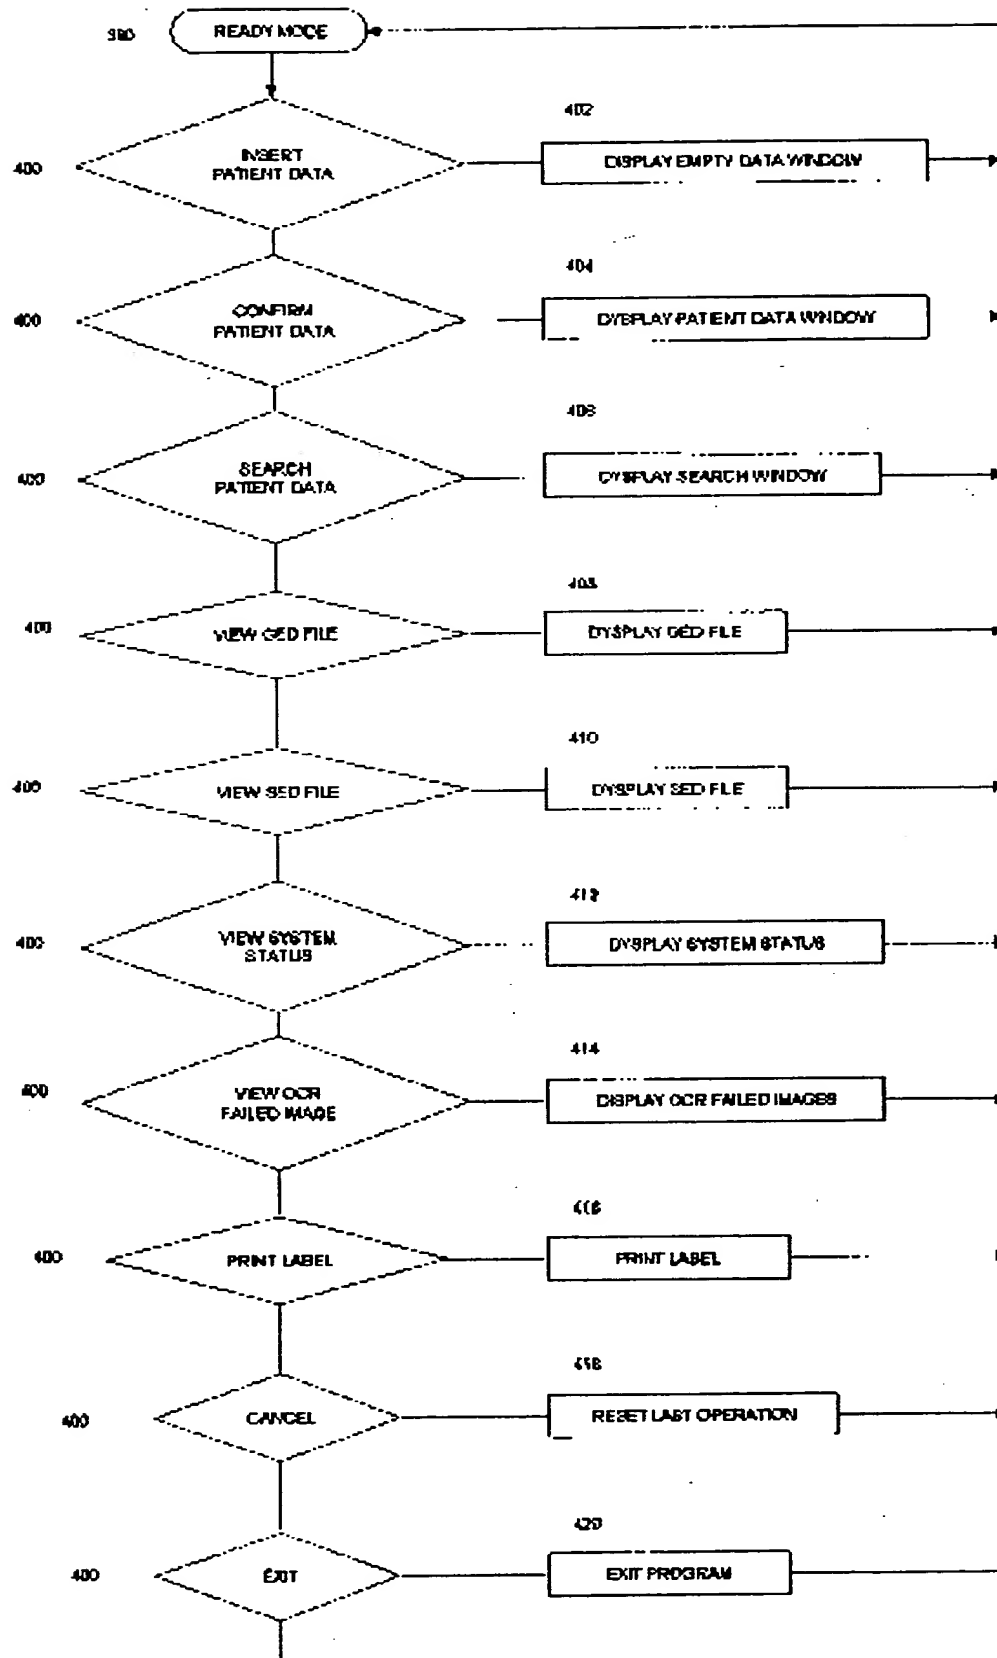 390
READY MODE
402
400
INSERT
PATIENT DATA
DISPLAY EMPTY DATA WINDOW
404
400
CONFIRM
PATIENT DATA
DYSPLAY PATIENT DATA WINDOW
406
400
SEARCH
PATIENT DATA
DYSPLAY SEARCH WINDOW
408
400
VIEW GED FILE
DYSPLAY GED FILE
410
400
VIEW SED FILE
DYSPLAY SED FILE
412
400
VIEW SYSTEM
STATUS
DYSPLAY SYSTEM STATUS
414
400
VIEW OCR
FAILED IMAGE
DISPLAY OCR FAILED IMAGES
416
400
PRINT LABEL
PRINT LABEL
418
400
CANCEL
RESET LAST OPERATION
420
400
EXIT
EXIT PROGRAM